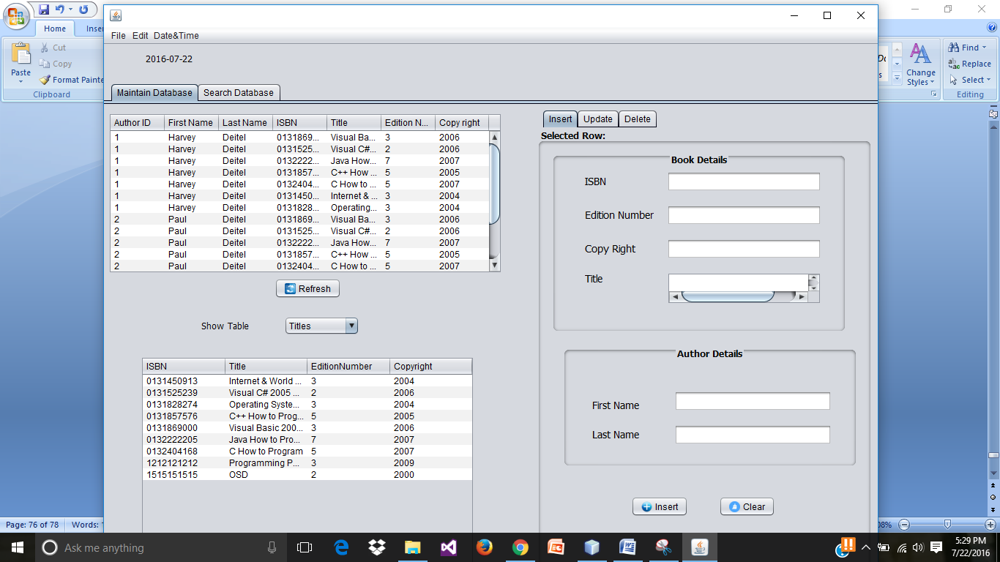 Home Inse
Cut
Copy
Format Painte
Paste
Clipboard
File Edit Date&Time
2016-07-22
Maintain Database Search Database
Change Styles
Find
Replace
Select
Editing
Author ID First Name Last Name ISBN Title Edition N... Copy right
1 Harvey Deitel 0131869... Visual Ba... 3 2006
1 Harvey Deitel 0131525... Visual C#... 2 2006
1 Harvey Deitel 0132222... Java How... 7 2007
1 Harvey Deitel 0131857... C++ How ... 5 2005
1 Harvey Deitel 0132404... C How to ... 5 2007
1 Harvey Deitel 0131450... Internet & ... 3 2004
1 Harvey Deitel 0131828... Operating... 3 2004
2 Paul Deitel 0131869... Visual Ba... 3 2006
2 Paul Deitel 0131525... Visual C#... 2 2006
2 Paul Deitel 0132222... Java How... 7 2007
2 Paul Deitel 0131857... C++ How ... 5 2005
2 Paul Deitel 0132404... C How to ... 5 2007
Refresh
Show Table Titles
ISBN Title EditionNumber Copyright
0131450913 Internet & World ... 3 2004
0131525239 Visual C# 2005 ... 2 2006
0131828274 Operating Syste... 3 2004
0131857576 C++ How to Prog... 5 2005
0131869000 Visual Basic 200... 3 2006
0132222205 Java How to Pro... 7 2007
0132404168 C How to Program 5 2007
1212121212 Programming P... 3 2009
1515151515 OSD 2 2000
Insert Update Delete
Selected Row:
Book Details
ISBN
Edition Number
Copy Right
Title
Author Details
First Name
Last Name
Insert Clear
Page: 76 of 78 Words:
08%
Ask me anything
5:29 PM
7/22/2016